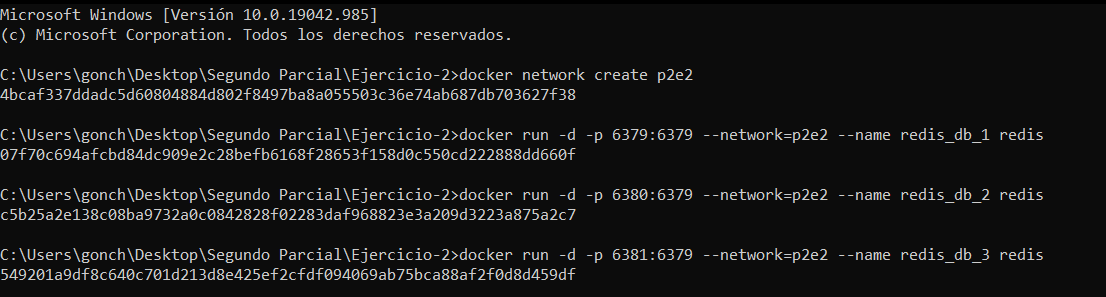 Microsoft Windows [Versión 10.0.19042.985]
(c) Microsoft Corporation. Todos los derechos reservados.
C:\Users\gonch\Desktop\Segundo Parcial\Ejercicio-2>docker network create p2e2
4bcaf337ddadc5d60804884d802f8497ba8a055503c36e74ab687db703627f38
C:\Users\gonch\Desktop\Segundo Parcial\Ejercicio-2>docker run -d -p 6379:6379 --network=p2e2 --name redis_db_1 redis
07f70c694afcbd84dc909e2c28befb6168f28653f158d0c550cd222888dd660f
C:\Users\gonch\Desktop\Segundo Parcial\Ejercicio-2>docker run -d -p 6380:6379 --network=p2e2 --name redis_db_2 redis
c5b25a2e138c08ba9732a0c0842828f02283daf968823e3a209d3223a875a2c7
C:\Users\gonch\Desktop\Segundo Parcial\Ejercicio-2>docker run -d -p 6381:6379 --network=p2e2 --name redis_db_3 redis
549201a9df8c640c701d213d8e425ef2cfdf094069ab75bca88af2f0d8d459df